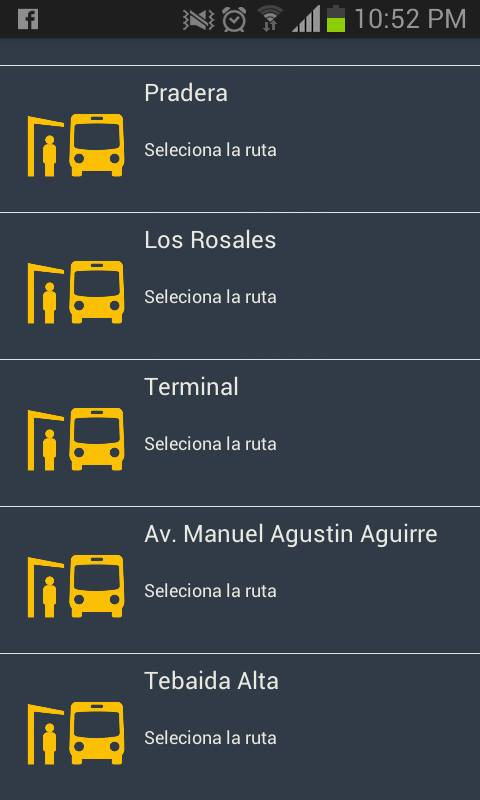 10:52 PM
Pradera
Seleciona la ruta
Los Rosales
Seleciona la ruta
Terminal
Seleciona la ruta
Av. Manuel Agustin Aguirre
Seleciona la ruta
Tebaida Alta
Seleciona la ruta